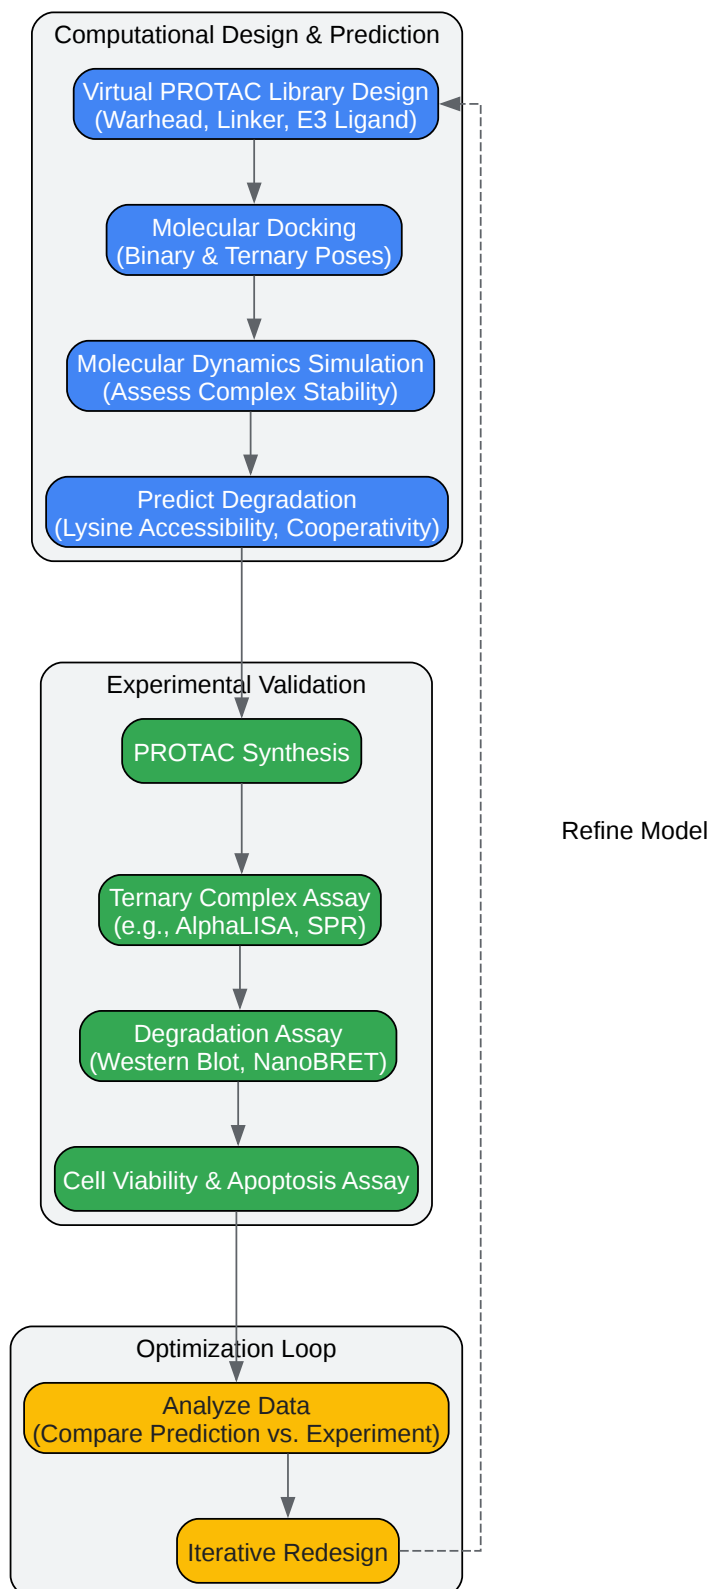 Computational Design & Prediction
Virtual PROTAC Library Design
(Warhead, Linker, E3 Ligand)
Molecular Docking
(Binary & Ternary Poses)
Molecular Dynamics Simulation
(Assess Complex Stability)
Predict Degradation
(Lysine Accessibility, Cooperativity)
Experimental Validation
PROTAC Synthesis
Refine Model
Ternary Complex Assay
(e.g., AlphaLISA, SPR)
Degradation Assay
(Western Blot, NanoBRET)
Cell Viability & Apoptosis Assay
Optimization Loop
Analyze Data
(Compare Prediction vs. Experiment)
Iterative Redesign